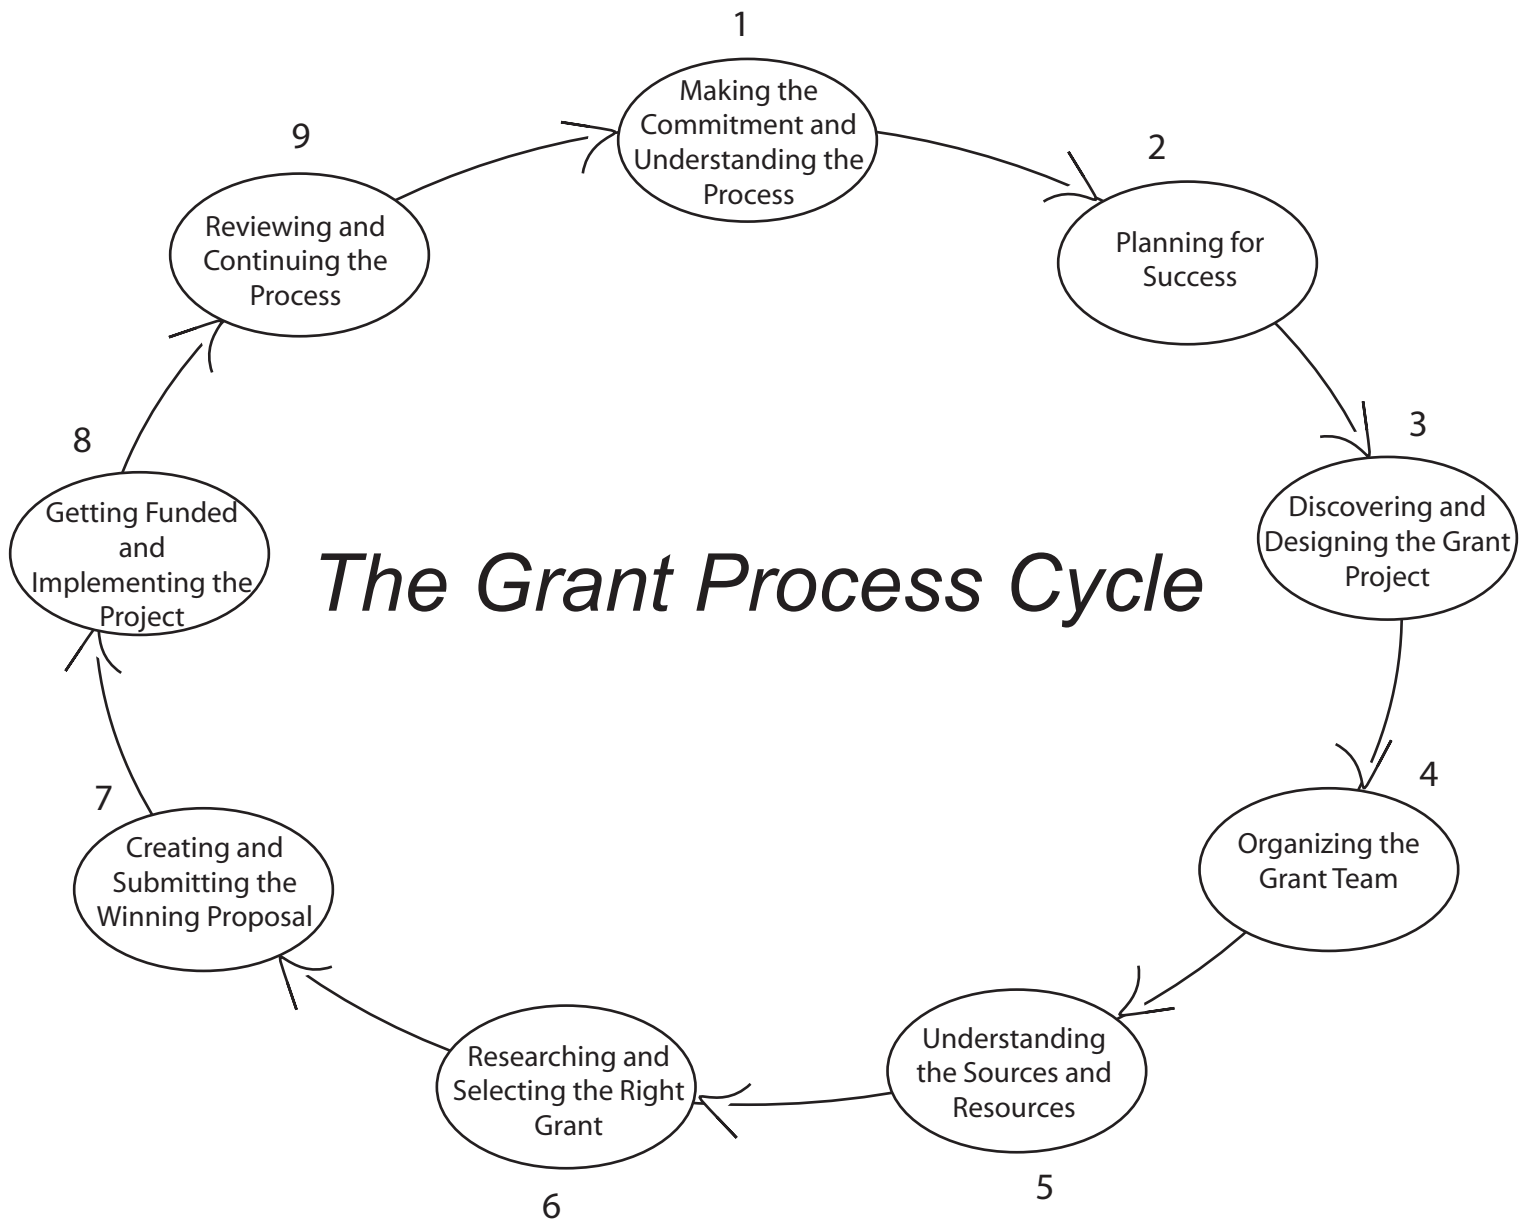 1
Making the
Commitment and
Understanding the
Process
2
Planning for
Success
3
Discovering and
Designing the Grant
Project
4
Organizing the
Grant Team
5
Understanding
the Sources and
Resources
6
Researching and
Selecting the Right
Grant
7
Creating and
Submitting the
Winning Proposal
8
Getting Funded
and
Implementing the
Project
9
Reviewing and
Continuing the
Process
The Grant Process Cycle